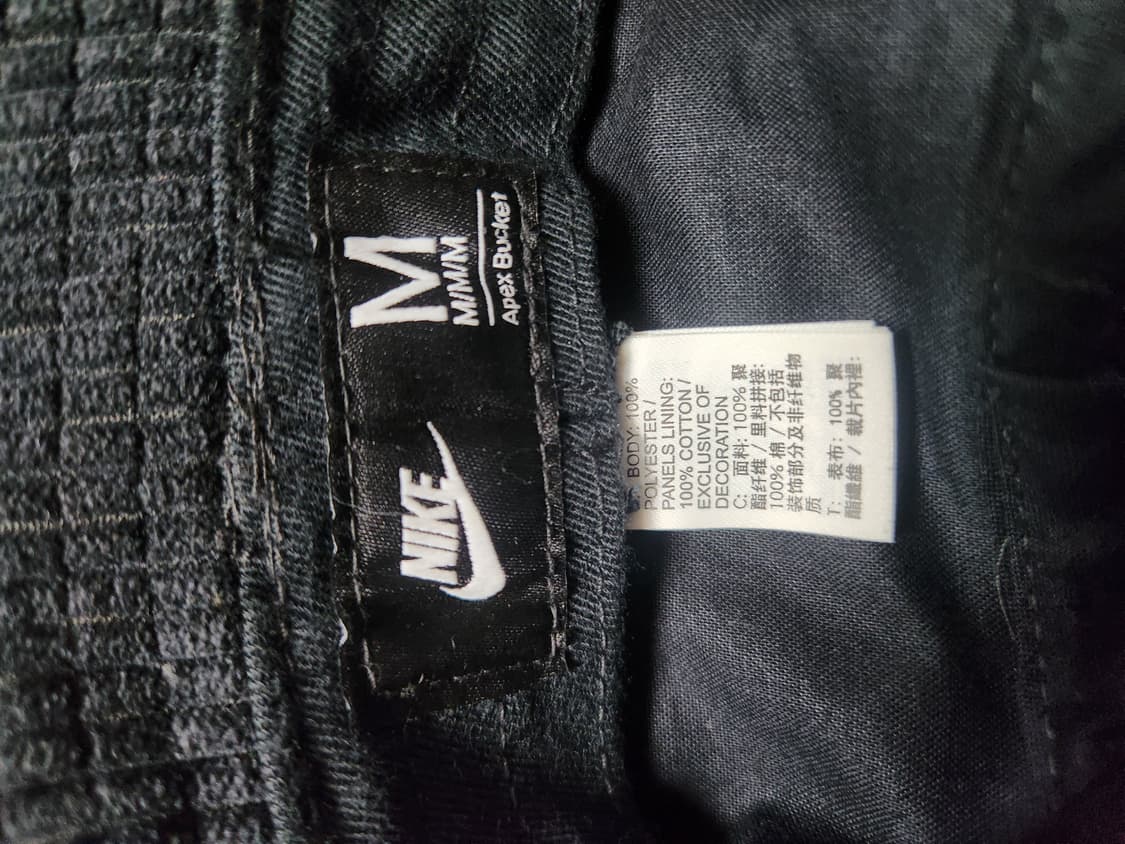 NIKE
M
M/M/M
Apex Bucket
BODY: 100%
POLYESTER /
PANELS LINING:
100% COTTON /
EXCLUSIVE OF
DECORATION
C: 面料: 100% 聚
酯纤维 / 里料拼接:
100% 棉 / 不包括
装饰部分及非纤维物
质
T: 表布: 100% 聚
酯纖維 / 裁片內裡: